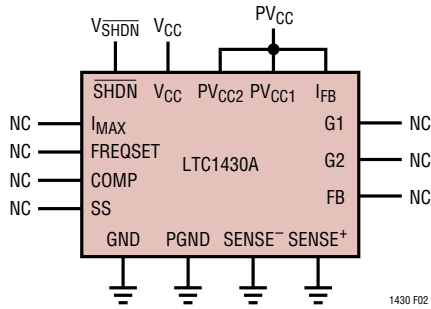 V_SHDN V_CC PV_CC
SHDN V_CC PV_CC2 PV_CC1 I_FB
NC I_MAX G1 NC
NC FREQSET
LTC1430A G2 NC
NC COMP
FB NC
NC SS
GND PGND SENSE⁻ SENSE⁺
1430 F02